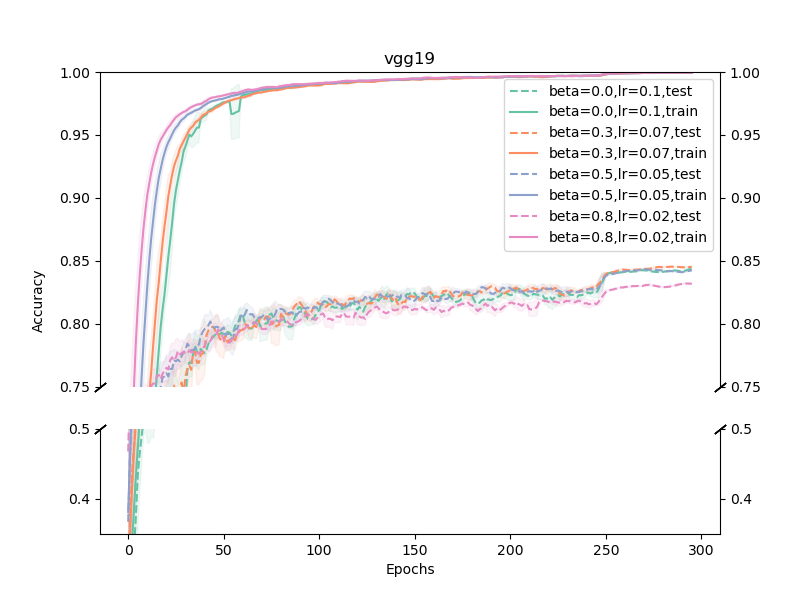 vgg19
1.00
1.00
beta=0.0,lr=0.1,test
beta=0.0,lr=0.1,train
beta=0.3,lr=0.07,test
beta=0.3,lr=0.07,train
beta=0.5,lr=0.05,test
beta=0.5,lr=0.05,train
beta=0.8,lr=0.02,test
beta=0.8,lr=0.02,train
0.95
0.95
0.90
0.90
0.85
0.85
Accuracy
0.80
0.80
0.75
0.75
0.5
0.5
0.4
0.4
0 50 100 150 200 250 300
Epochs